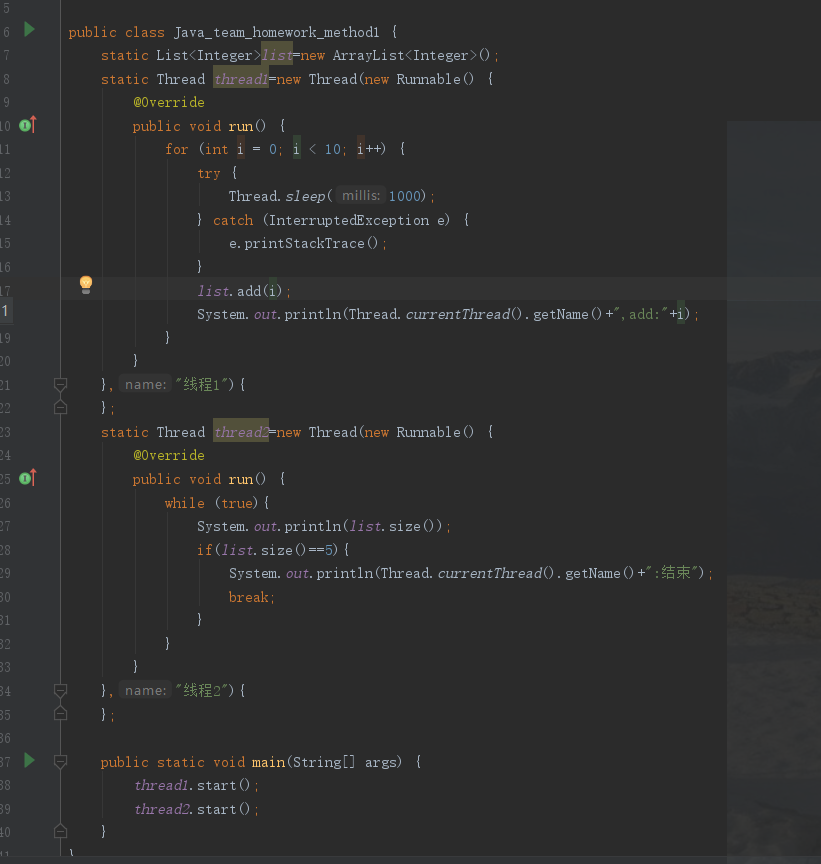 5
6 public class Java_team_homework_method1 {
7 static List<Integer>list=new ArrayList<Integer>();
8 static Thread thread1=new Thread(new Runnable() {
9 @Override
10 public void run() {
11 for (int i = 0; i < 10; i++) {
12 try {
13 Thread.sleep( millis: 1000);
14 } catch (InterruptedException e) {
15 e.printStackTrace();
16 }
17 list.add(i);
1 System.out.println(Thread.currentThread().getName()+",add:"+i);
19 }
20 }
21 }, name: "线程1"){
22 };
23 static Thread thread2=new Thread(new Runnable() {
24 @Override
25 public void run() {
26 while (true){
27 System.out.println(list.size());
28 if(list.size()==5){
29 System.out.println(Thread.currentThread().getName()+":结束");
30 break;
31 }
32 }
33 }
34 }, name: "线程2"){
35 };
36
37 public static void main(String[] args) {
38 thread1.start();
39 thread2.start();
40 }
41 }